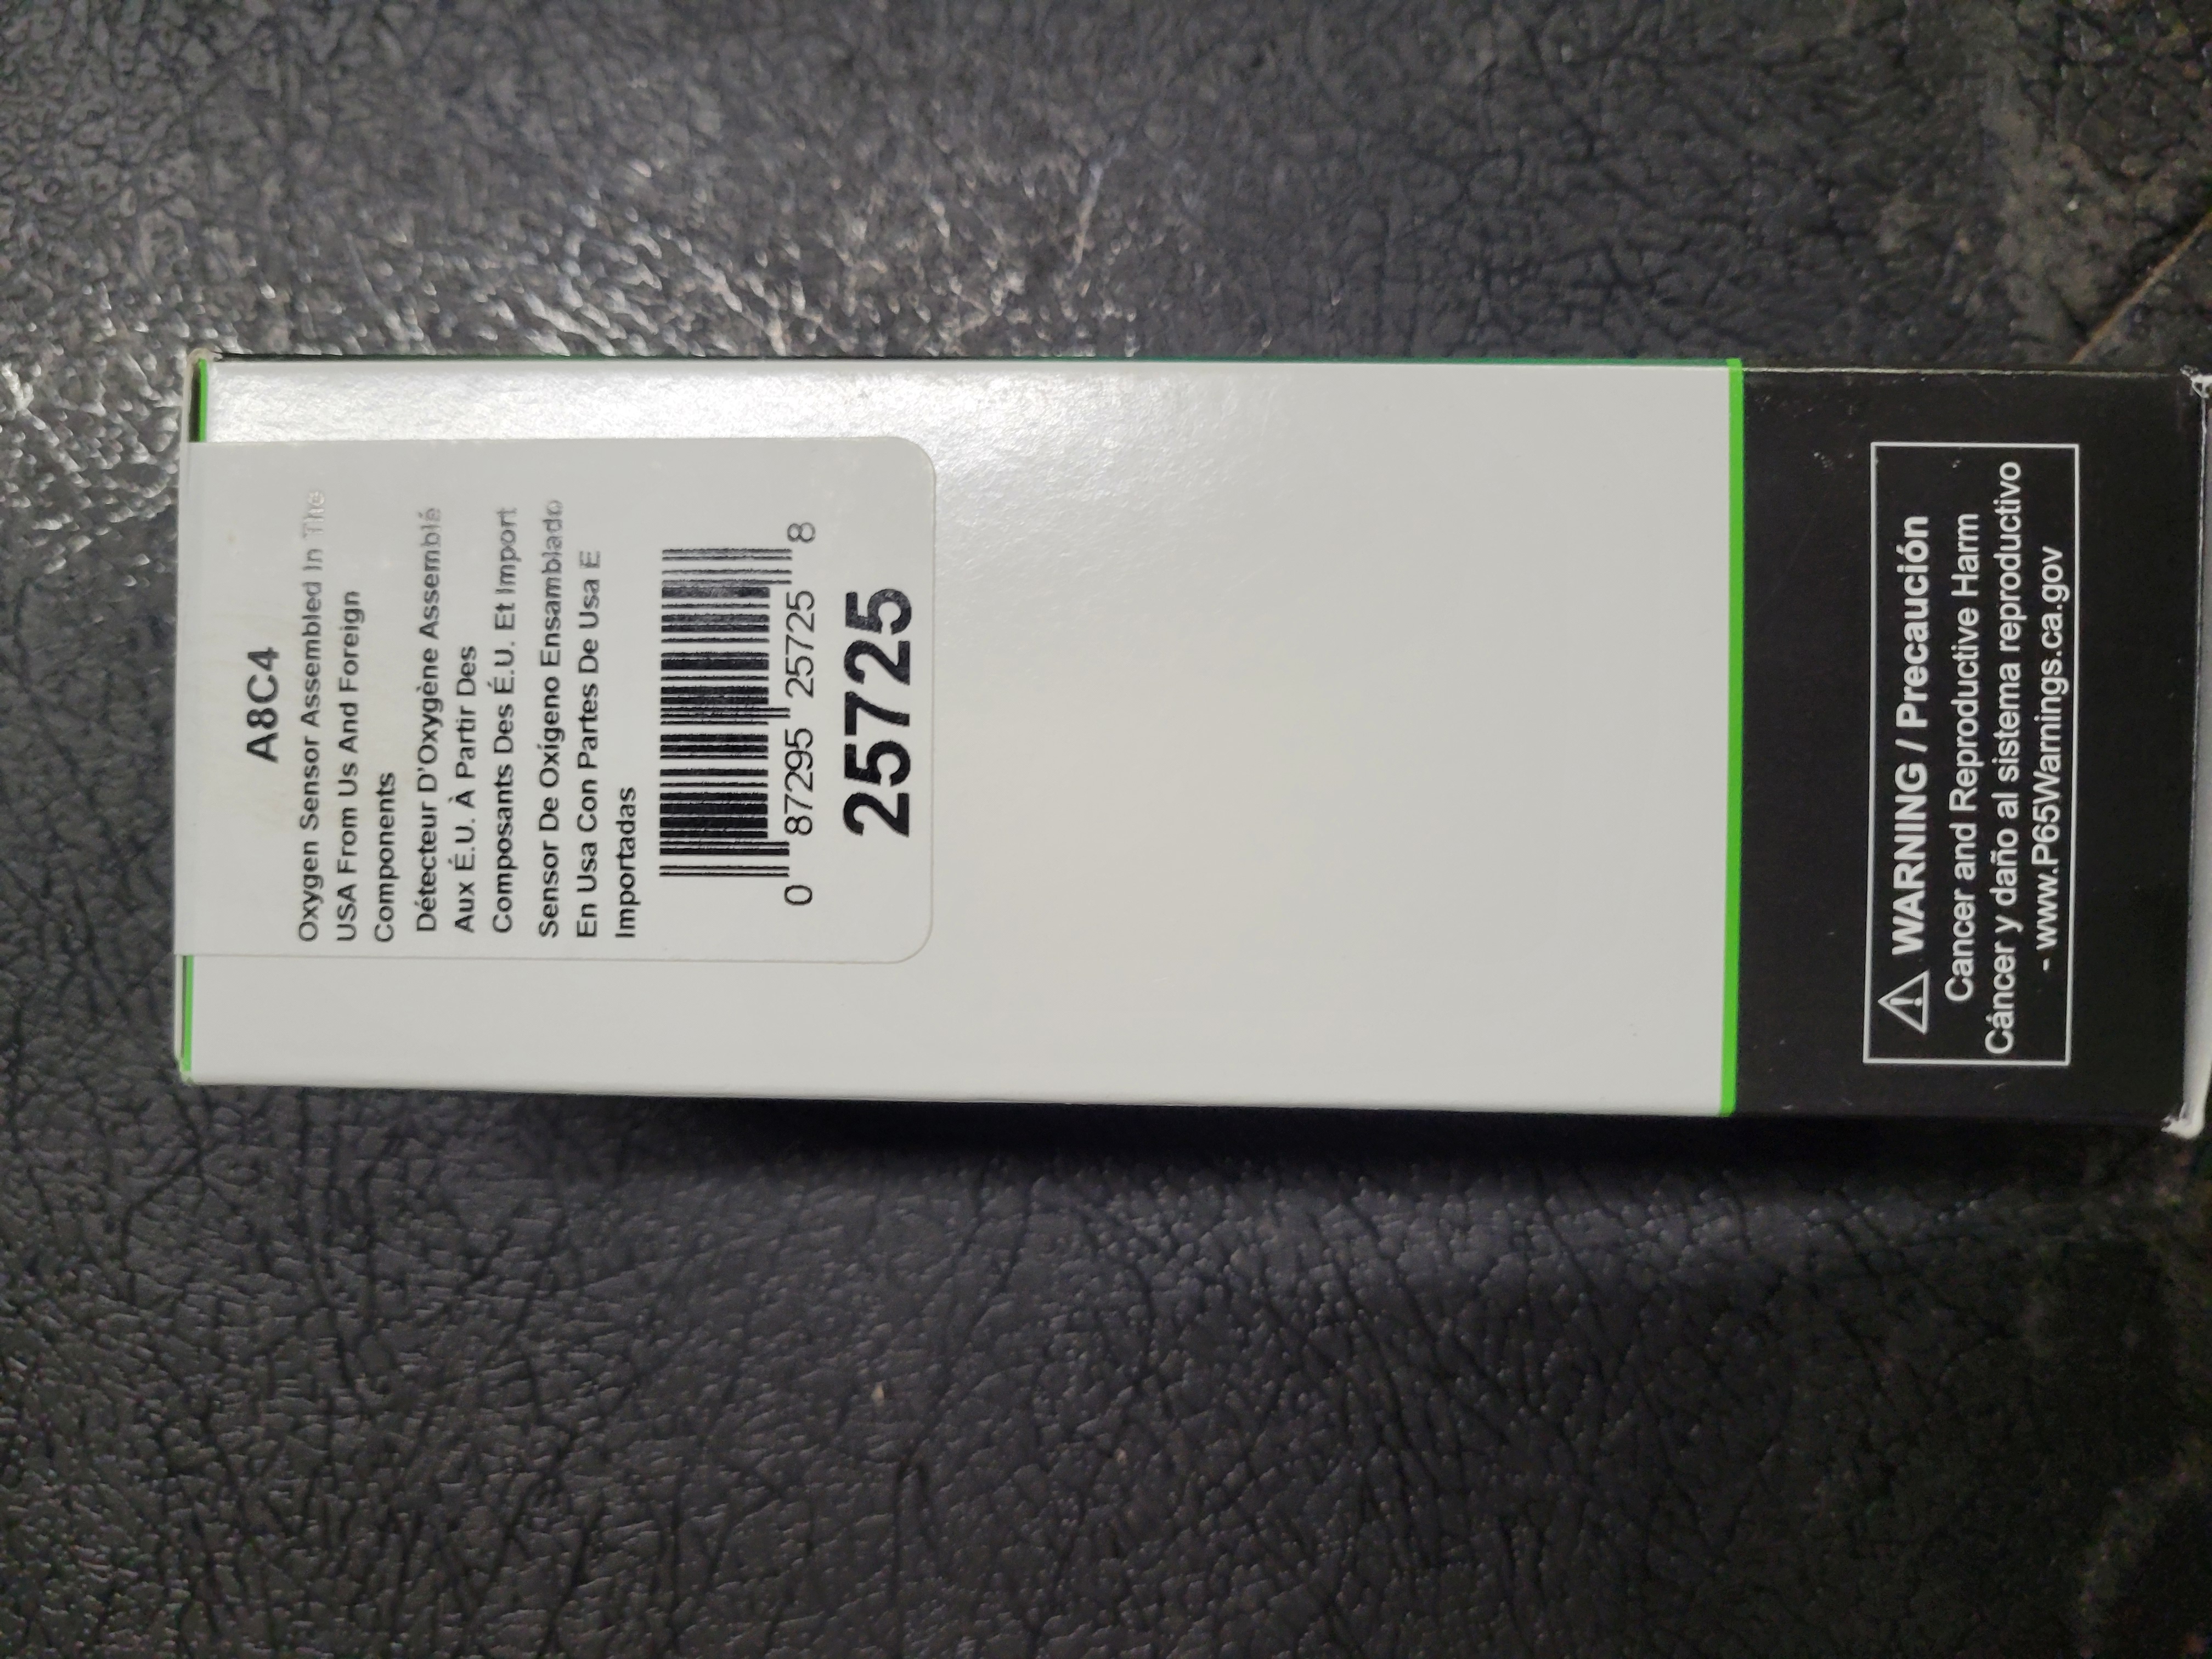 A8C4
Oxygen Sensor Assembled In The
USA From Us And Foreign
Components
Détecteur D'Oxygène Assemblé
Aux É.U. À Partir Des
Composants Des É.U. Et Import
Sensor De Oxígeno Ensamblado
En Usa Con Partes De Usa E
Importadas
0 87295 25725 8
25725
⚠ WARNING / Precaución
Cancer and Reproductive Harm
Cáncer y daño al sistema reproductivo
- www.P65Warnings.ca.gov